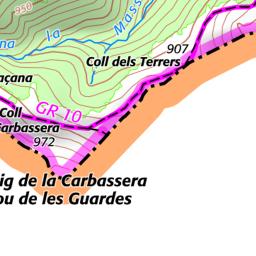 950
la
Mass
na
907
Coll dels Terrers
açana
GR 10
Coll
arbassera
972
ig de la Carbassera
ou de les Guardes